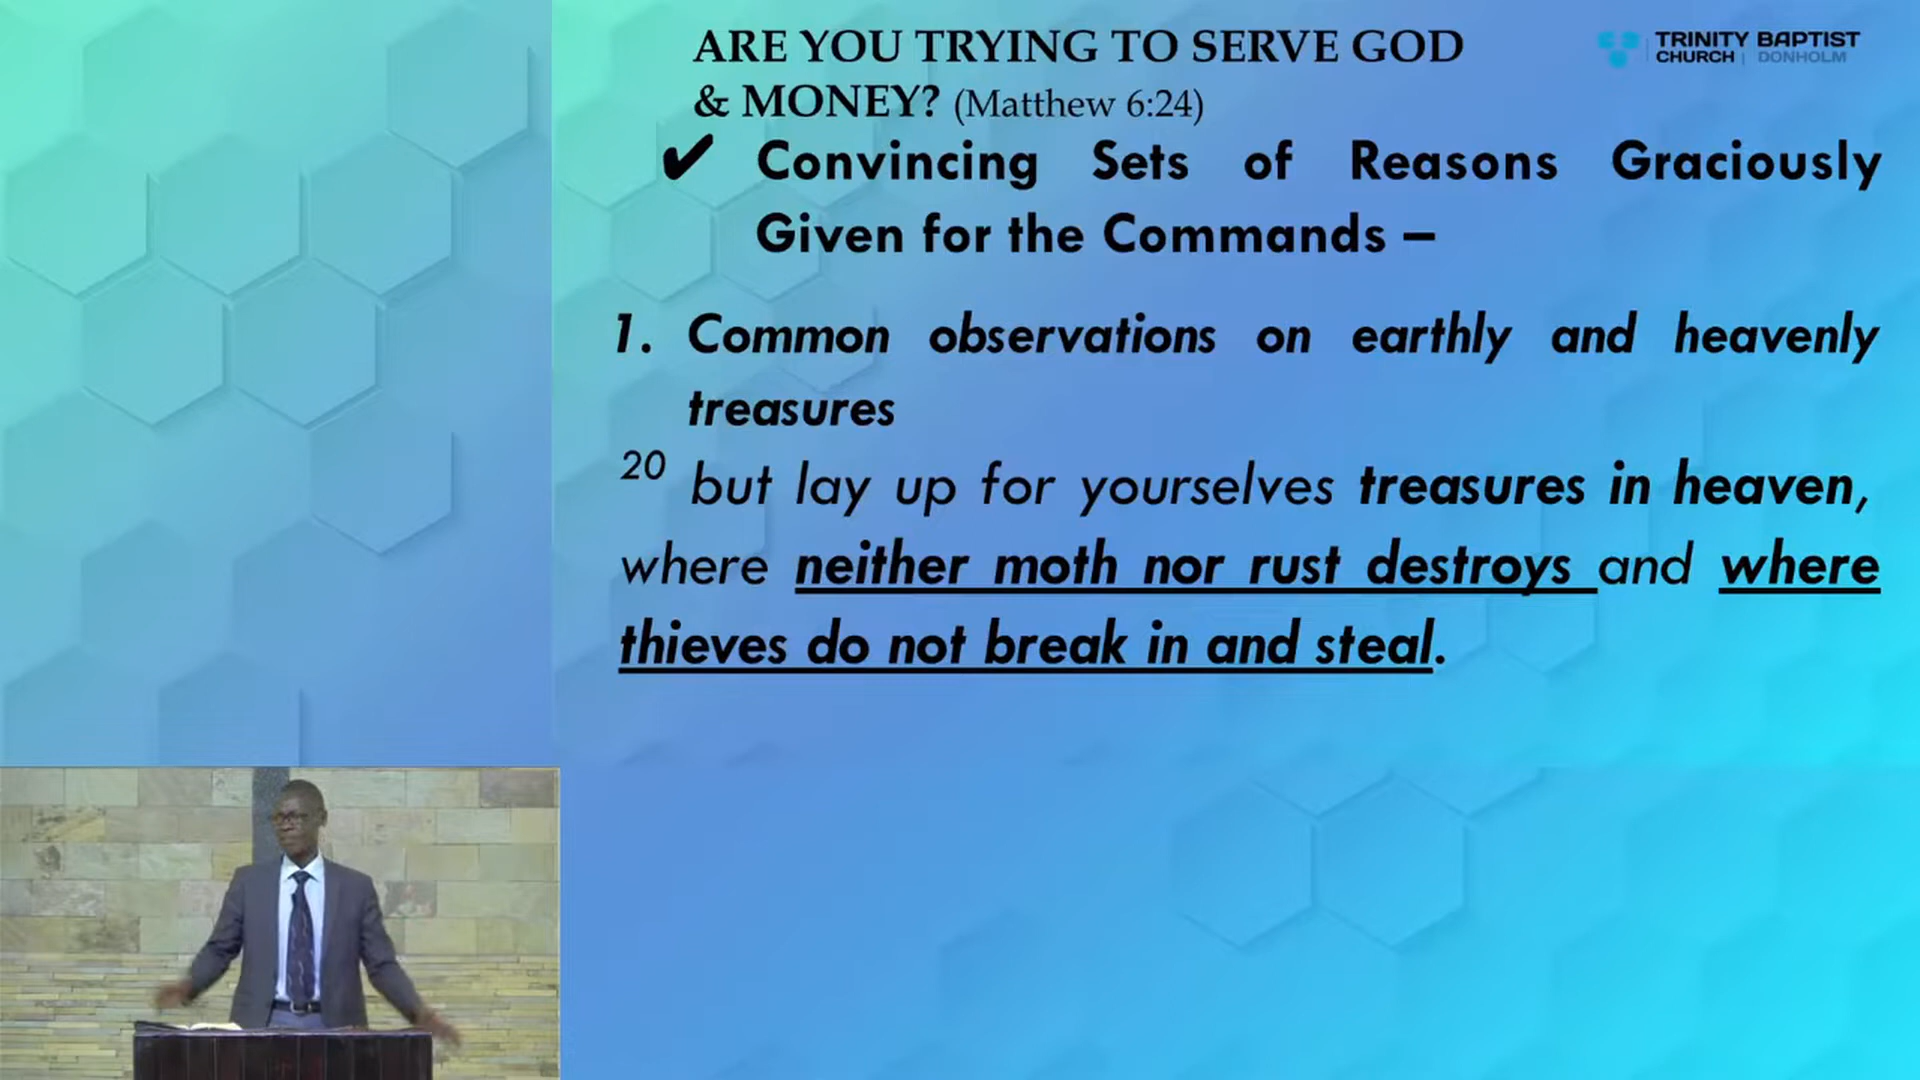 ARE YOU TRYING TO SERVE GOD
& MONEY? (Matthew 6:24)
TRINITY BAPTIST
CHURCH | DONHOLM
✔ Convincing Sets of Reasons Graciously
Given for the Commands –
1. Common observations on earthly and heavenly
treasures
20 but lay up for yourselves treasures in heaven,
where neither moth nor rust destroys and where
thieves do not break in and steal.